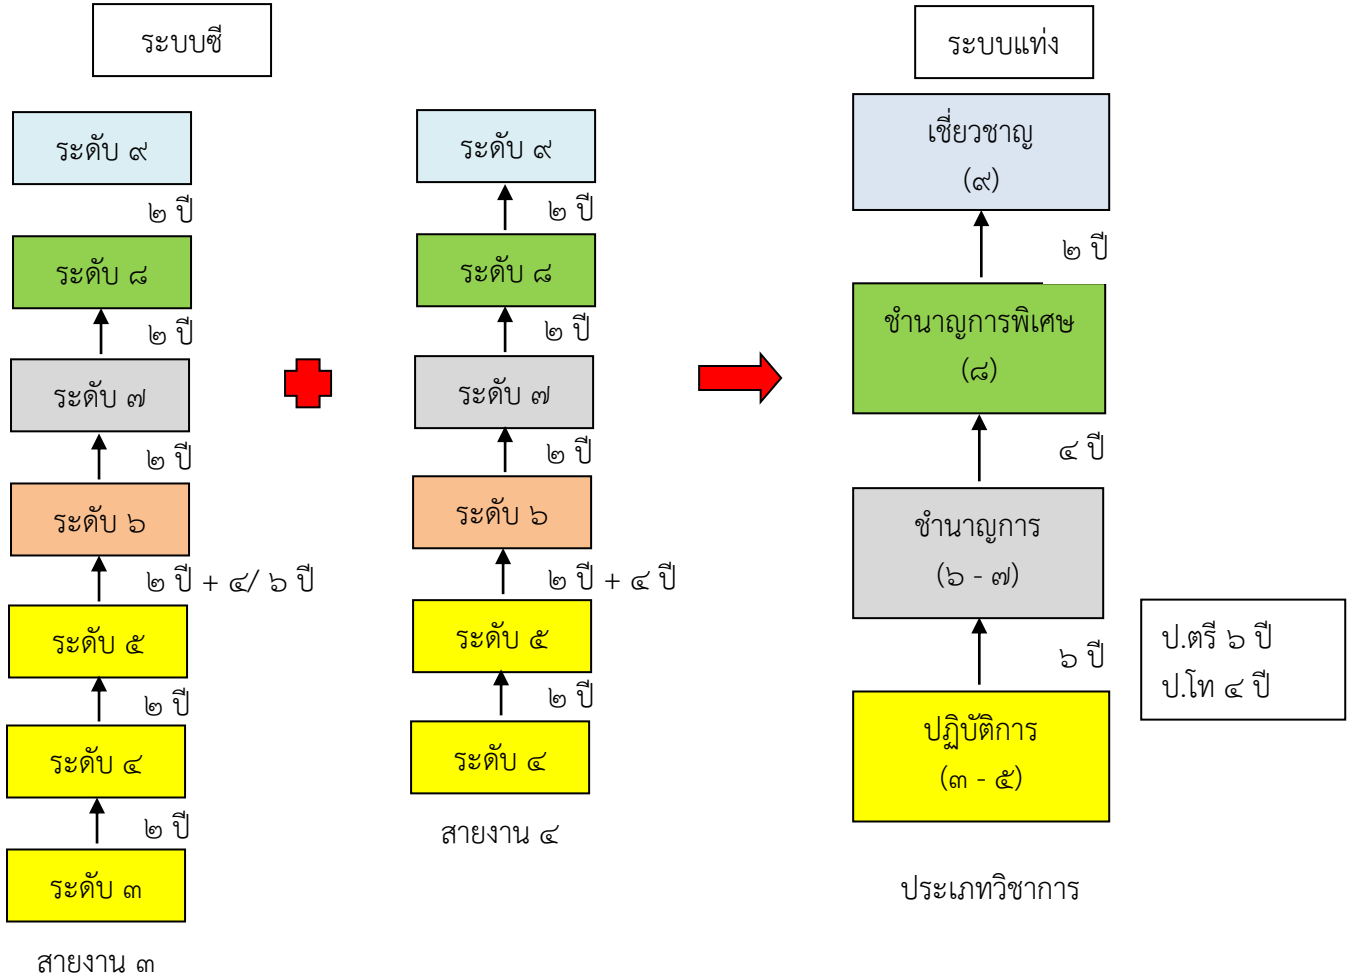 ระบบซี
ระดับ ๙
๒ ปี
ระดับ ๘
๒ ปี
ระดับ ๗
๒ ปี
ระดับ ๖
๒ ปี + ๔/ ๖ ปี
ระดับ ๕
๒ ปี
ระดับ ๔
๒ ปี
ระดับ ๓
สายงาน ๓
ระดับ ๙
๒ ปี
ระดับ ๘
๒ ปี
ระดับ ๗
๒ ปี
ระดับ ๖
๒ ปี + ๔ ปี
ระดับ ๕
๒ ปี
ระดับ ๔
สายงาน ๔
ระบบแท่ง
เชี่ยวชาญ
(๙)
๒ ปี
ชำนาญการพิเศษ
(๘)
๔ ปี
ชำนาญการ
(๖ - ๗)
๖ ปี
ป.ตรี ๖ ปี
ป.โท ๔ ปี
ปฏิบัติการ
(๓ - ๕)
ประเภทวิชาการ